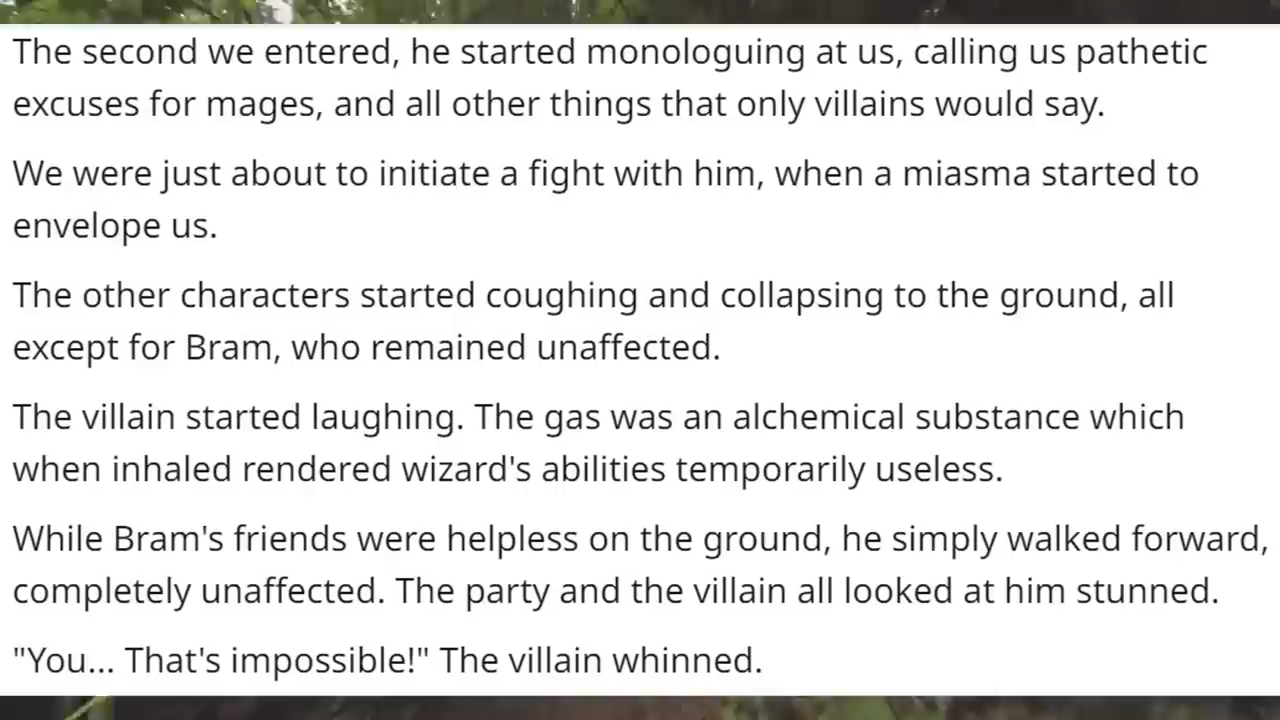 The second we entered, he started monologuing at us, calling us pathetic
excuses for mages, and all other things that only villains would say.
We were just about to initiate a fight with him, when a miasma started to
envelope us.
The other characters started coughing and collapsing to the ground, all
except for Bram, who remained unaffected.
The villain started laughing. The gas was an alchemical substance which
when inhaled rendered wizard's abilities temporarily useless.
While Bram's friends were helpless on the ground, he simply walked forward,
completely unaffected. The party and the villain all looked at him stunned.
"You... That's impossible!" The villain whinned.